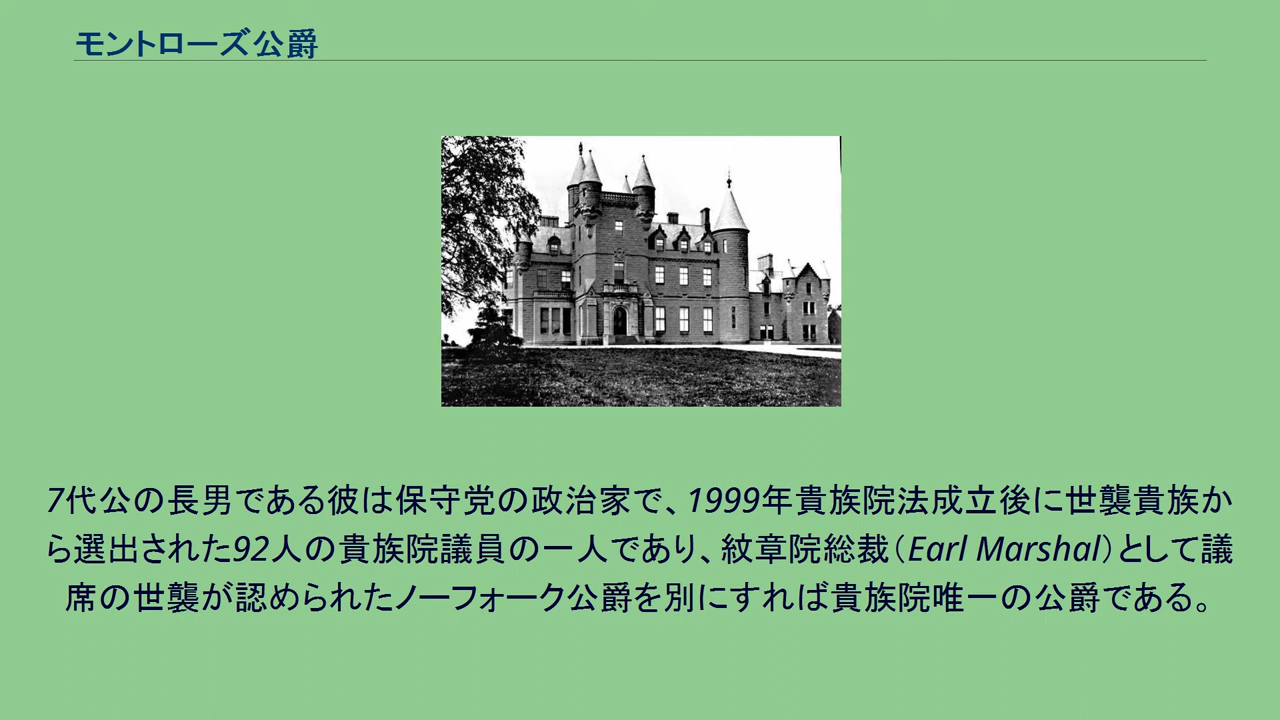 モントローズ公爵
7代公の長男である彼は保守党の政治家で、1999年貴族院法成立後に世襲貴族か
ら選出された92人の貴族院議員の一人であり、紋章院総裁（Earl Marshal）として議
席の世襲が認められたノーフォーク公爵を別にすれば貴族院唯一の公爵である。